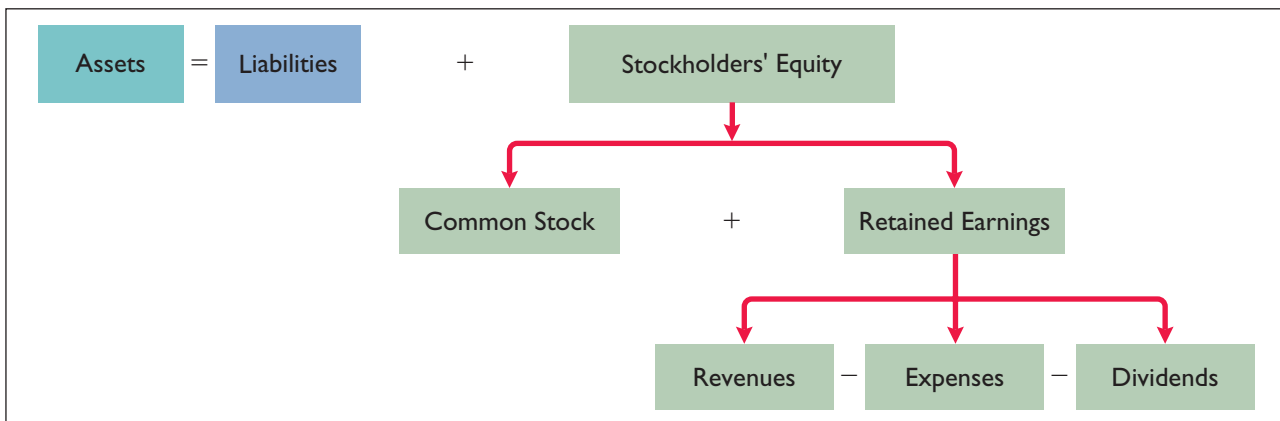 Assets = Liabilities + Stockholders' Equity
Common Stock + Retained Earnings
Revenues − Expenses − Dividends